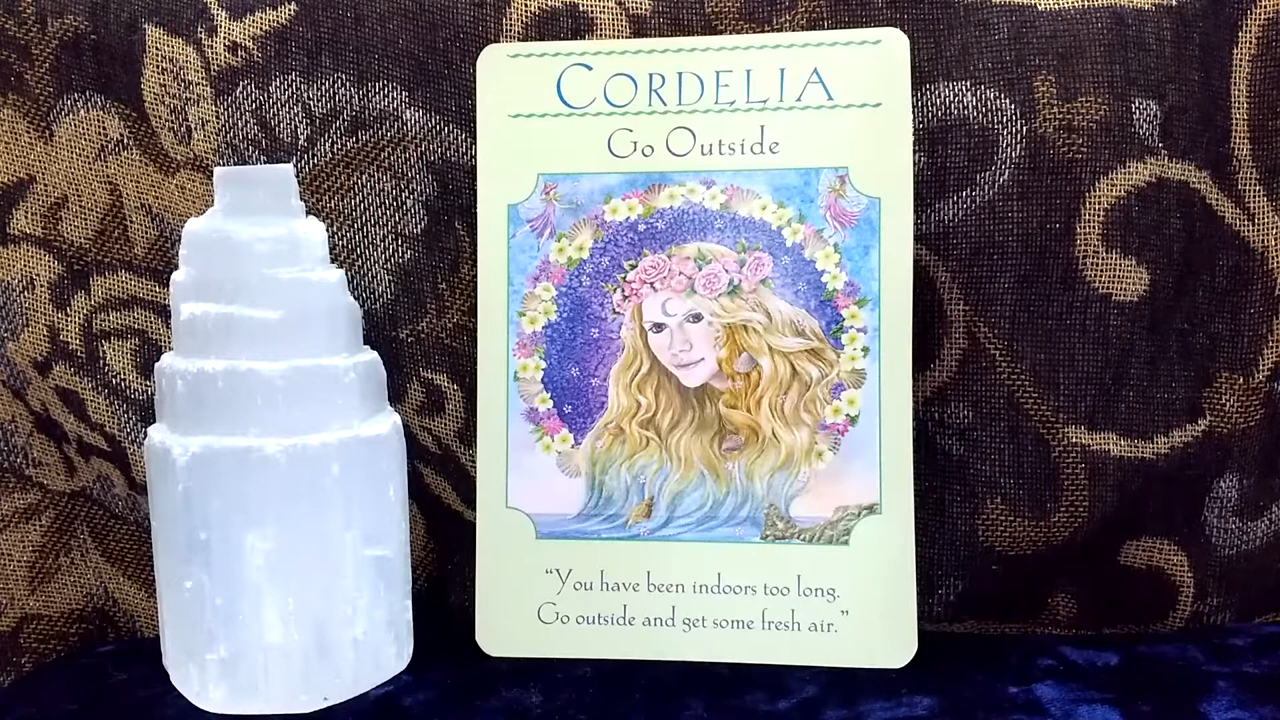 CORDELIA
Go Outside
“You have been indoors too long.
Go outside and get some fresh air.”